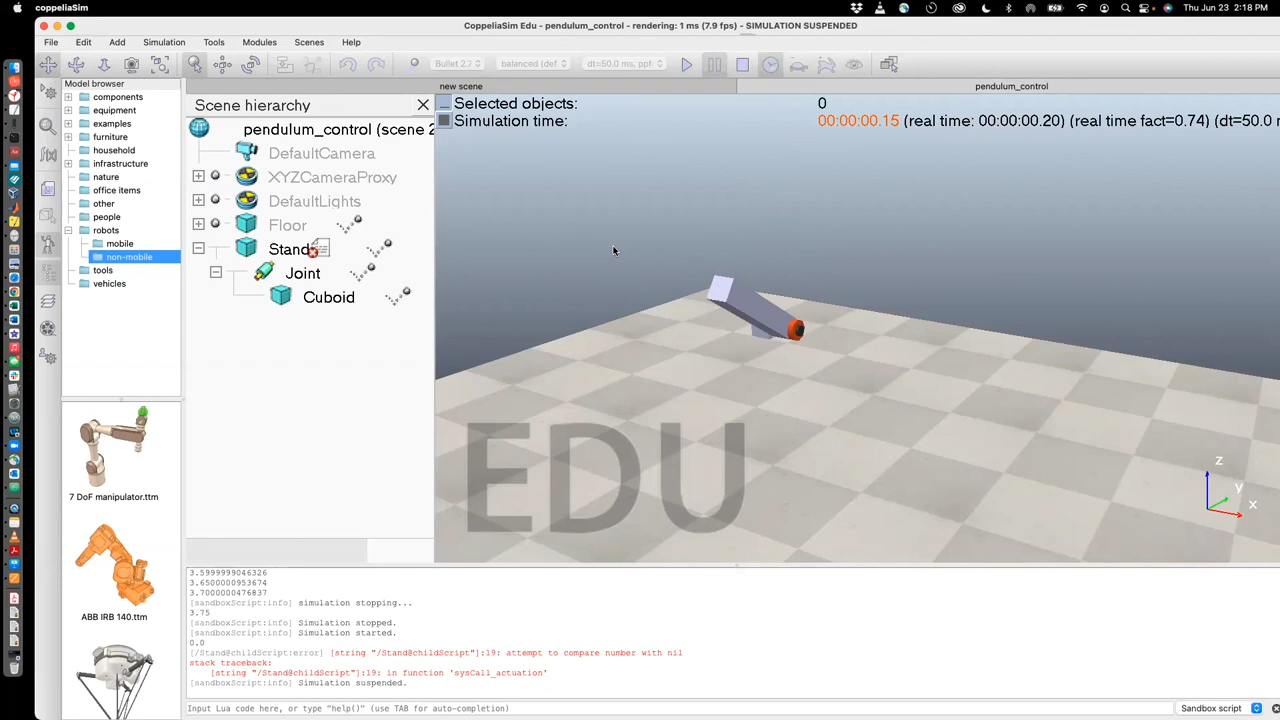 coppeliaSim
Thu Jun 23 2:18 PM
CoppeliaSim Edu - pendulum_control - rendering: 1 ms (7.9 fps) - SIMULATION SUSPENDED
File Edit Add Simulation Tools Modules Scenes Help
Bullet 2.7 balanced (def dt=50.0 ms, ppf
Model browser
components
equipment
examples
furniture
household
infrastructure
nature
office items
other
people
robots
mobile
non-mobile
tools
vehicles
7 DoF manipulator.ttm
ABB IRB 140.ttm
Scene hierarchy
pendulum_control (scene 2
DefaultCamera
XYZCameraProxy
DefaultLights
Floor
Stand
Joint
Cuboid
new scene pendulum_control
Selected objects: 0
Simulation time: 00:00:00.15 (real time: 00:00:00.20) (real time fact=0.74) (dt=50.0 m
EDU
z
y
x
3.5999999046326
3.6500000953674
3.7000000476837
[sandboxScript:info] simulation stopping...
3.75
[sandboxScript:info] Simulation stopped.
[sandboxScript:info] Simulation started.
0.0
[/Stand@childScript:error] [string "/Stand@childScript"]:19: attempt to compare number with nil
stack traceback:
[string "/Stand@childScript"]:19: in function 'sysCall_actuation'
[sandboxScript:info] Simulation suspended.
Input Lua code here, or type "help()" (use TAB for auto-completion)
Sandbox script